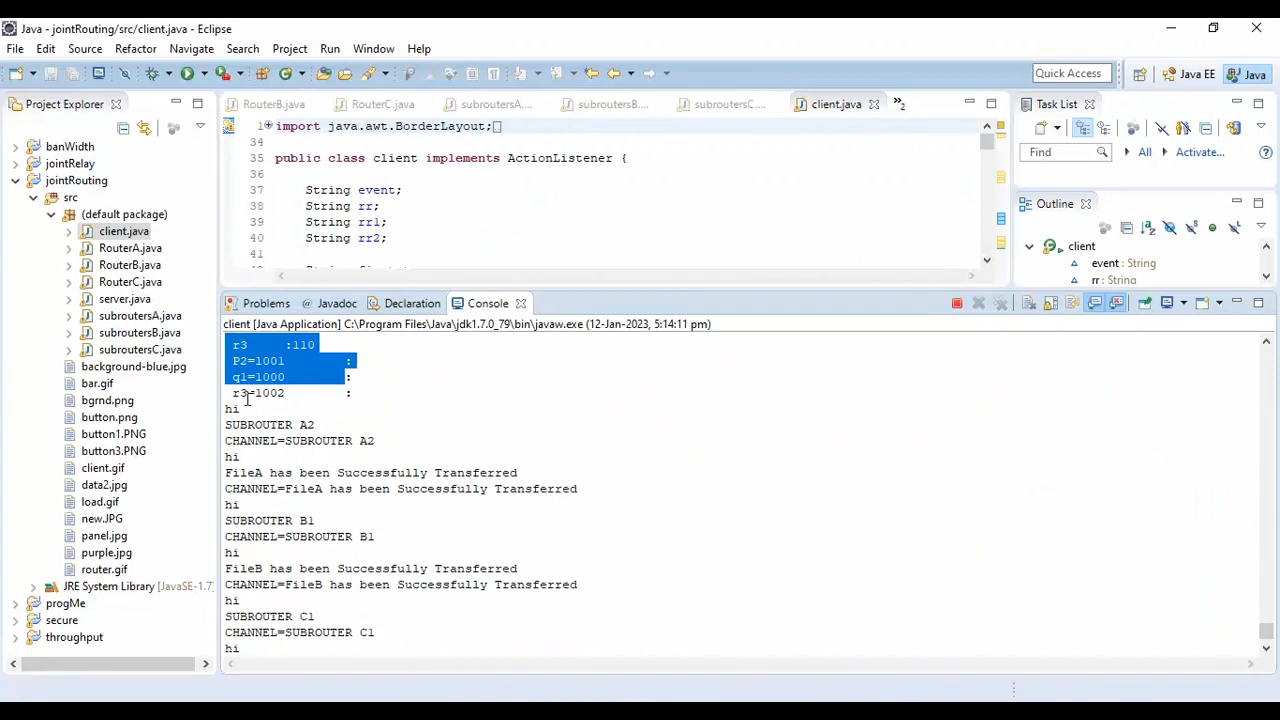 Java - jointRouting/src/client.java - Eclipse
File Edit Source Refactor Navigate Search Project Run Window Help
Quick Access Java EE Java
Project Explorer
banWidth
jointRelay
jointRouting
src
(default package)
client.java
RouterA.java
RouterB.java
RouterC.java
server.java
subroutersA.java
subroutersB.java
subroutersC.java
background-blue.jpg
bar.gif
bgrnd.png
button.png
button1.PNG
button3.PNG
client.gif
data2.jpg
load.gif
new.JPG
panel.jpg
purple.jpg
router.gif
JRE System Library [JavaSE-1.7
progMe
secure
throughput
RouterB.java RouterC.java subroutersA.... subroutersB.... subroutersC.... client.java »2
1 import java.awt.BorderLayout;
34
35 public class client implements ActionListener {
36
37 String event;
38 String rr;
39 String rr1;
40 String rr2;
41
Task List
Find All Activate...
Outline
client
event : String
rr : String
Problems @ Javadoc Declaration Console
client [Java Application] C:\Program Files\Java\jdk1.7.0_79\bin\javaw.exe (12-Jan-2023, 5:14:11 pm)
r3 :110
P2=1001 :
q1=1000 :
r3=1002 :
hi
SUBROUTER A2
CHANNEL=SUBROUTER A2
hi
FileA has been Successfully Transferred
CHANNEL=FileA has been Successfully Transferred
hi
SUBROUTER B1
CHANNEL=SUBROUTER B1
hi
FileB has been Successfully Transferred
CHANNEL=FileB has been Successfully Transferred
hi
SUBROUTER C1
CHANNEL=SUBROUTER C1
hi